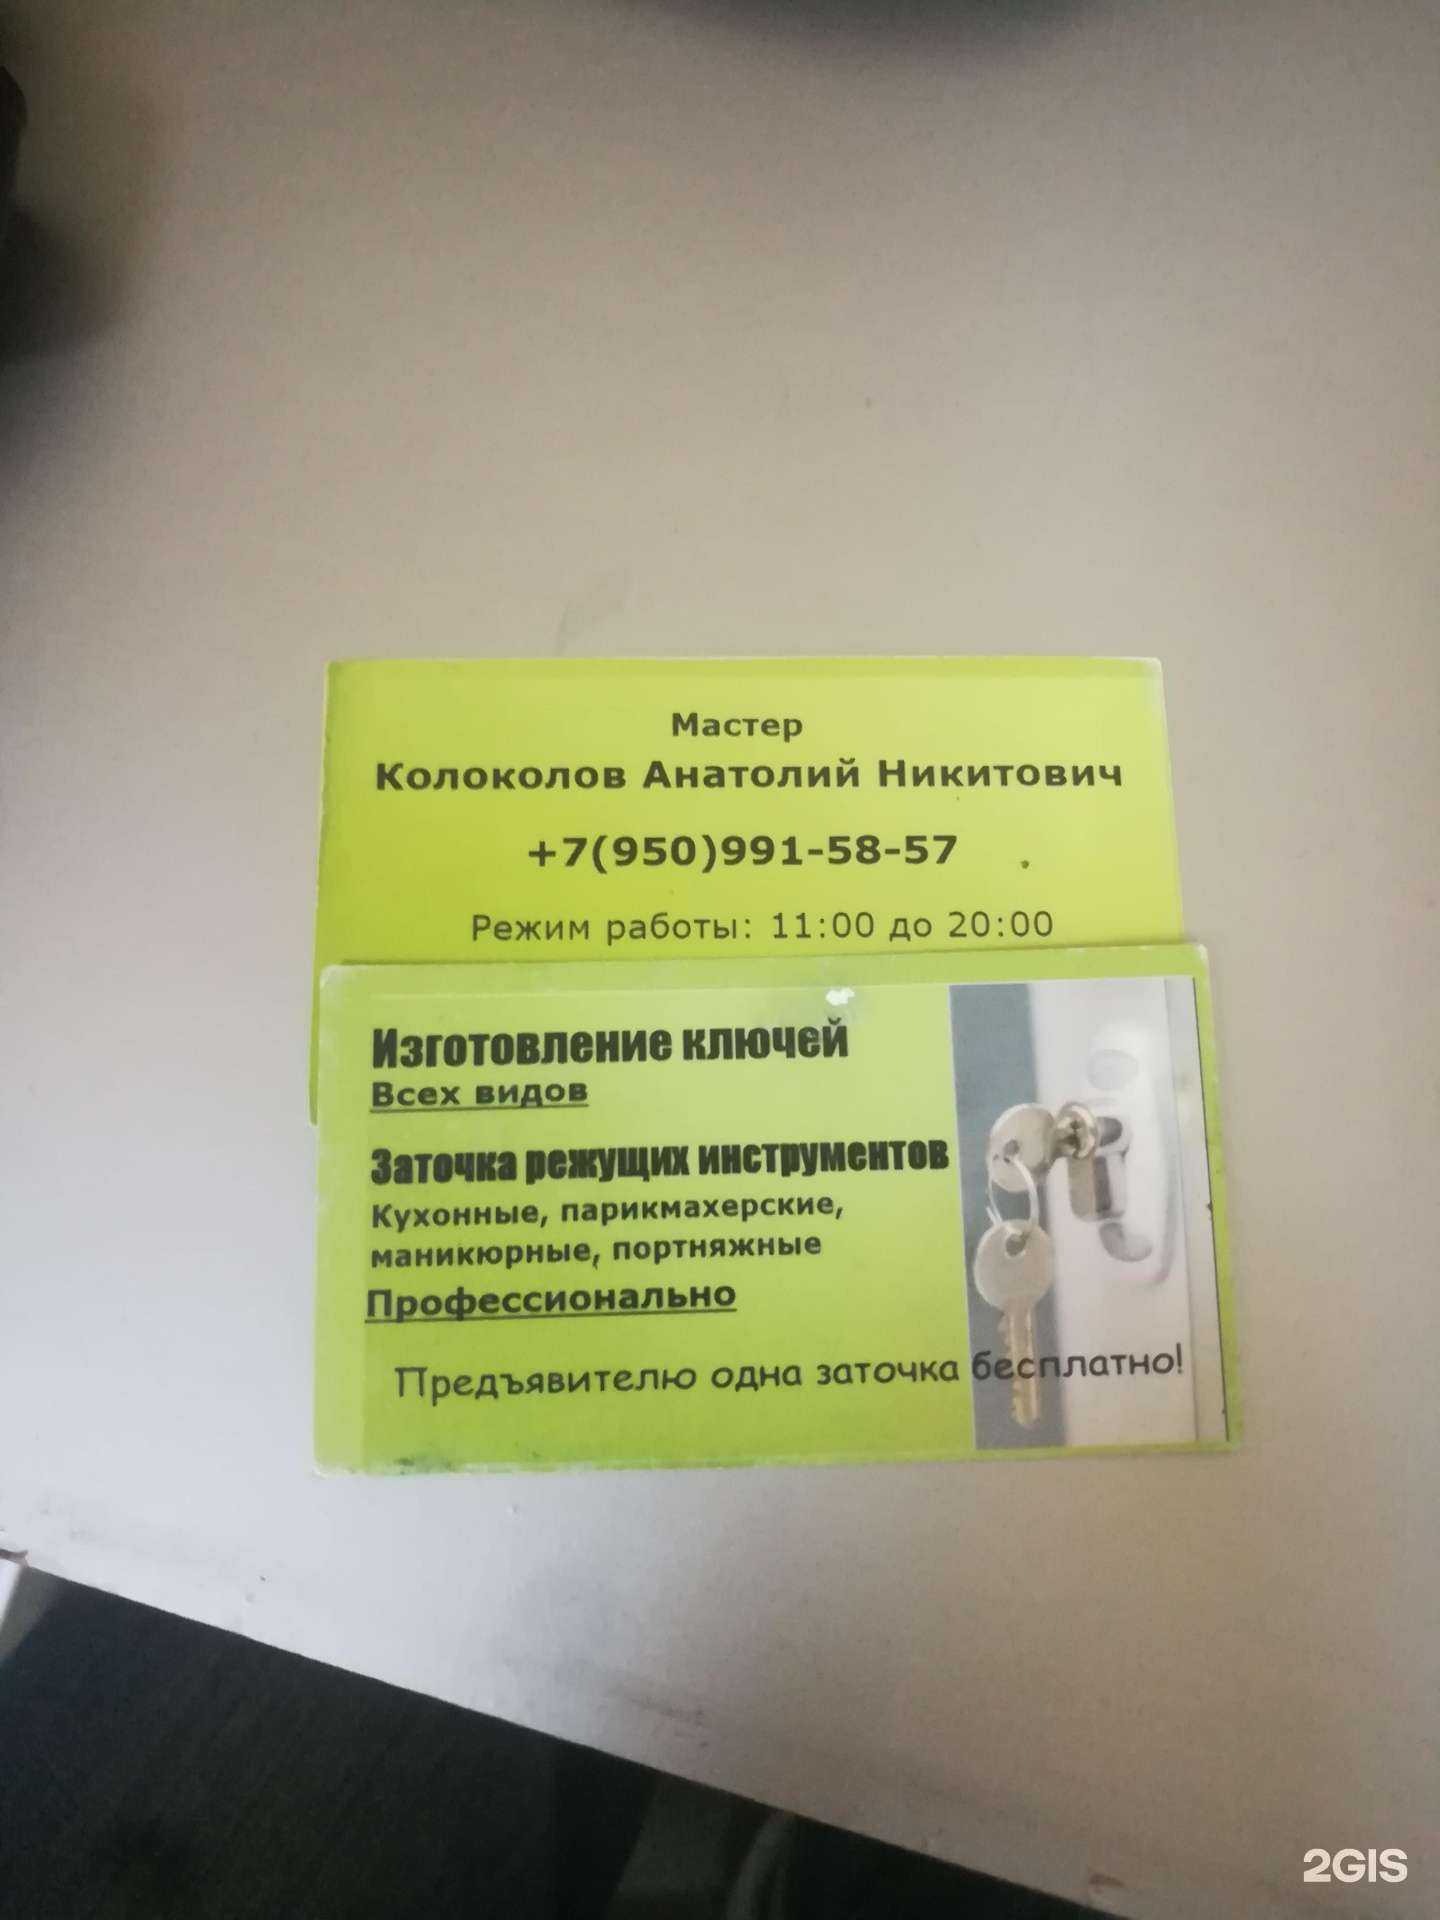 Мастер
Колоколов Анатолий Никитович
+7(950)991-58-57
Режим работы: 11:00 до 20:00
Изготовление ключей
Всех видов
Заточка режущих инструментов
Кухонные, парикмахерские,
маникюрные, портняжные
Профессионально
Предъявителю одна заточка бесплатно!
2GIS